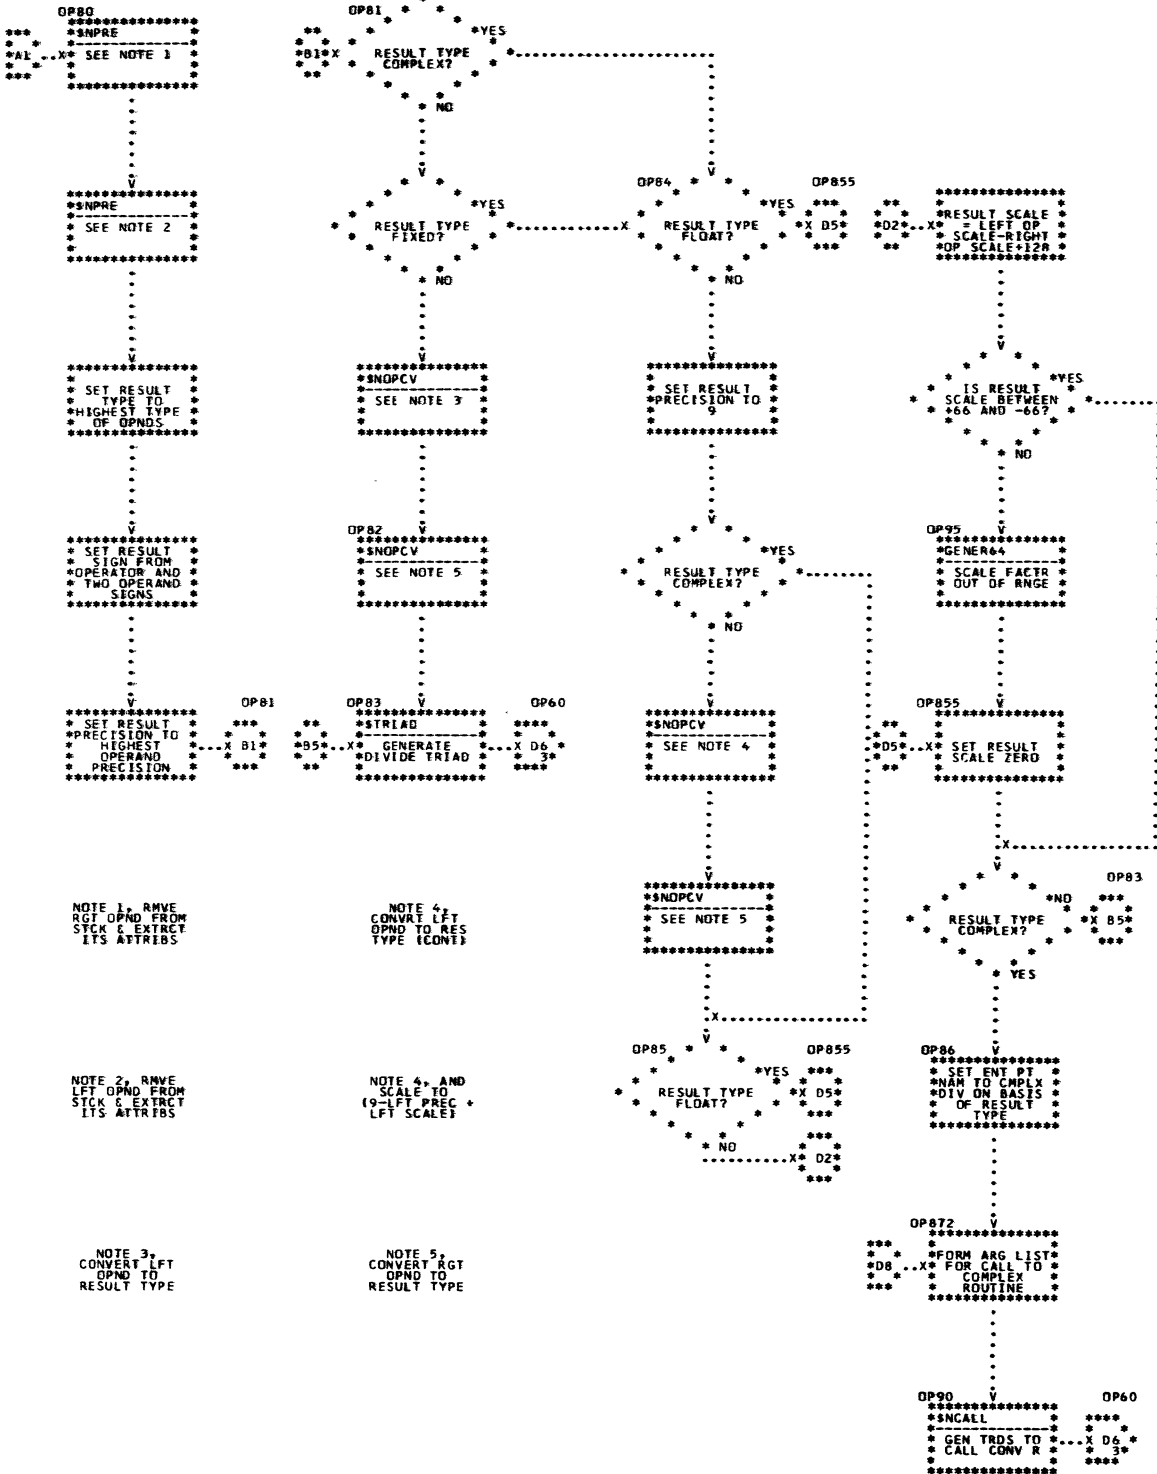 OP80
$NPRE
SEE NOTE 1
A1
$NPRE
SEE NOTE 2
SET RESULT
TYPE TO
HIGHEST TYPE
OF OPNDS
SET RESULT
SIGN FROM
OPERATOR AND
TWO OPERAND
SIGNS
SET RESULT
PRECISION TO
HIGHEST
OPERAND
PRECISION
OP81
B1
NOTE 1, RMVE
RGT OPND FROM
STCK & EXTRCT
ITS ATTRIBS
NOTE 2, RMVE
LFT OPND FROM
STCK & EXTRCT
ITS ATTRIBS
NOTE 3,
CONVERT LFT
OPND TO
RESULT TYPE
OP81
B1
RESULT TYPE
COMPLEX?
YES
NO
RESULT TYPE
FIXED?
YES
NO
$NOPCV
SEE NOTE 3
OP82
$NOPCV
SEE NOTE 5
OP83
B5
$TRIAD
GENERATE
DIVIDE TRIAD
OP60
D6
3
NOTE 4,
CONVRT LFT
OPND TO RES
TYPE (CONT)
NOTE 4, AND
SCALE TO
(9-LFT PREC +
LFT SCALE)
NOTE 5,
CONVERT RGT
OPND TO
RESULT TYPE
OP84
RESULT TYPE
FLOAT?
YES
OP855
D5
NO
SET RESULT
PRECISION TO
9
RESULT TYPE
COMPLEX?
YES
NO
$NOPCV
SEE NOTE 4
$NOPCV
SEE NOTE 5
OP85
RESULT TYPE
FLOAT?
YES
OP855
D5
NO
D2
D2
RESULT SCALE
= LEFT OP
SCALE-RIGHT
OP SCALE+128
IS RESULT
SCALE BETWEEN
+66 AND -66?
YES
NO
OP95
GENER64
SCALE FACTR
OUT OF RNGE
OP855
D5
SET RESULT
SCALE ZERO
RESULT TYPE
COMPLEX?
NO
OP83
B5
YES
OP86
SET ENT PT
NAM TO CMPLX
DIV ON BASIS
OF RESULT
TYPE
OP872
D8
FORM ARG LIST
FOR CALL TO
COMPLEX
ROUTINE
OP90
$NCALL
GEN TRDS TO
CALL CONV R
OP60
D6
3